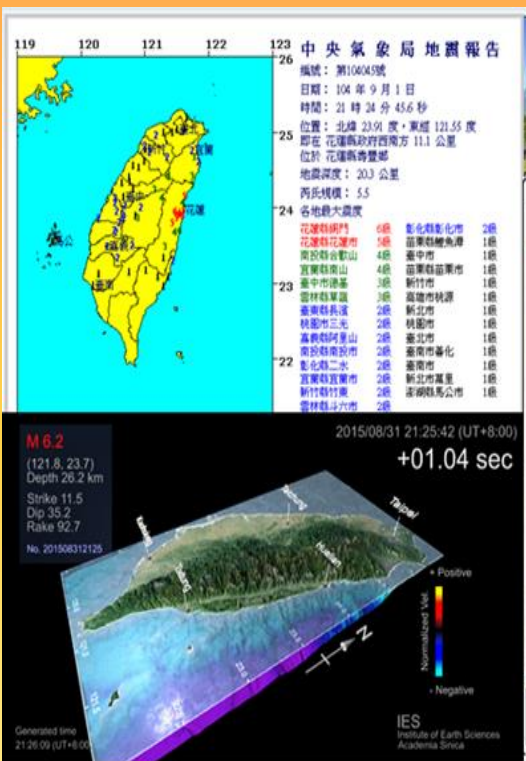 119 120 121 122 123
26
25
24
23
22
中央氣象局地震報告
編號：第104045號
日期：104年9月1日
時間：21時24分45.6秒
位置：北緯 23.91 度，東經 121.55 度
即在 花蓮縣政府西南方 11.1 公里
位於 花蓮縣壽豐鄉
地震深度：20.3 公里
芮氏規模：5.5
各地最大震度
花蓮縣銅門 6級 彰化縣彰化市 2級
花蓮縣花蓮市 5級 苗栗縣鯉魚潭 1級
南投縣合歡山 4級 臺中市 1級
宜蘭縣南山 4級 苗栗縣苗栗市 1級
臺中市德基 3級 新竹市 1級
雲林縣草嶺 3級 高雄市桃源 1級
臺東縣長濱 2級 新北市 1級
桃園市三光 2級 桃園市 1級
嘉義縣阿里山 2級 臺北市 1級
南投縣南投市 2級 臺南市善化 1級
彰化縣二水 2級 臺南市 1級
宜蘭縣宜蘭市 2級 新北市萬里 1級
新竹縣竹東 2級 澎湖縣馬公市 1級
雲林縣斗六市 2級
臺北
宜蘭
花蓮
臺南
M 6.2
(121.8, 23.7)
Depth 26.2 km
Strike 11.5
Dip 35.2
Rake 92.7
No. 201508312125
2015/08/31 21:25:42 (UT+8:00)
+01.04 sec
Taipei
Taichung
Hualien
Taitung
N
Positive
Normalized Vel.
Negative
Generated time
21:26:09 (UT+8:00)
IES
Institute of Earth Sciences
Academia Sinica